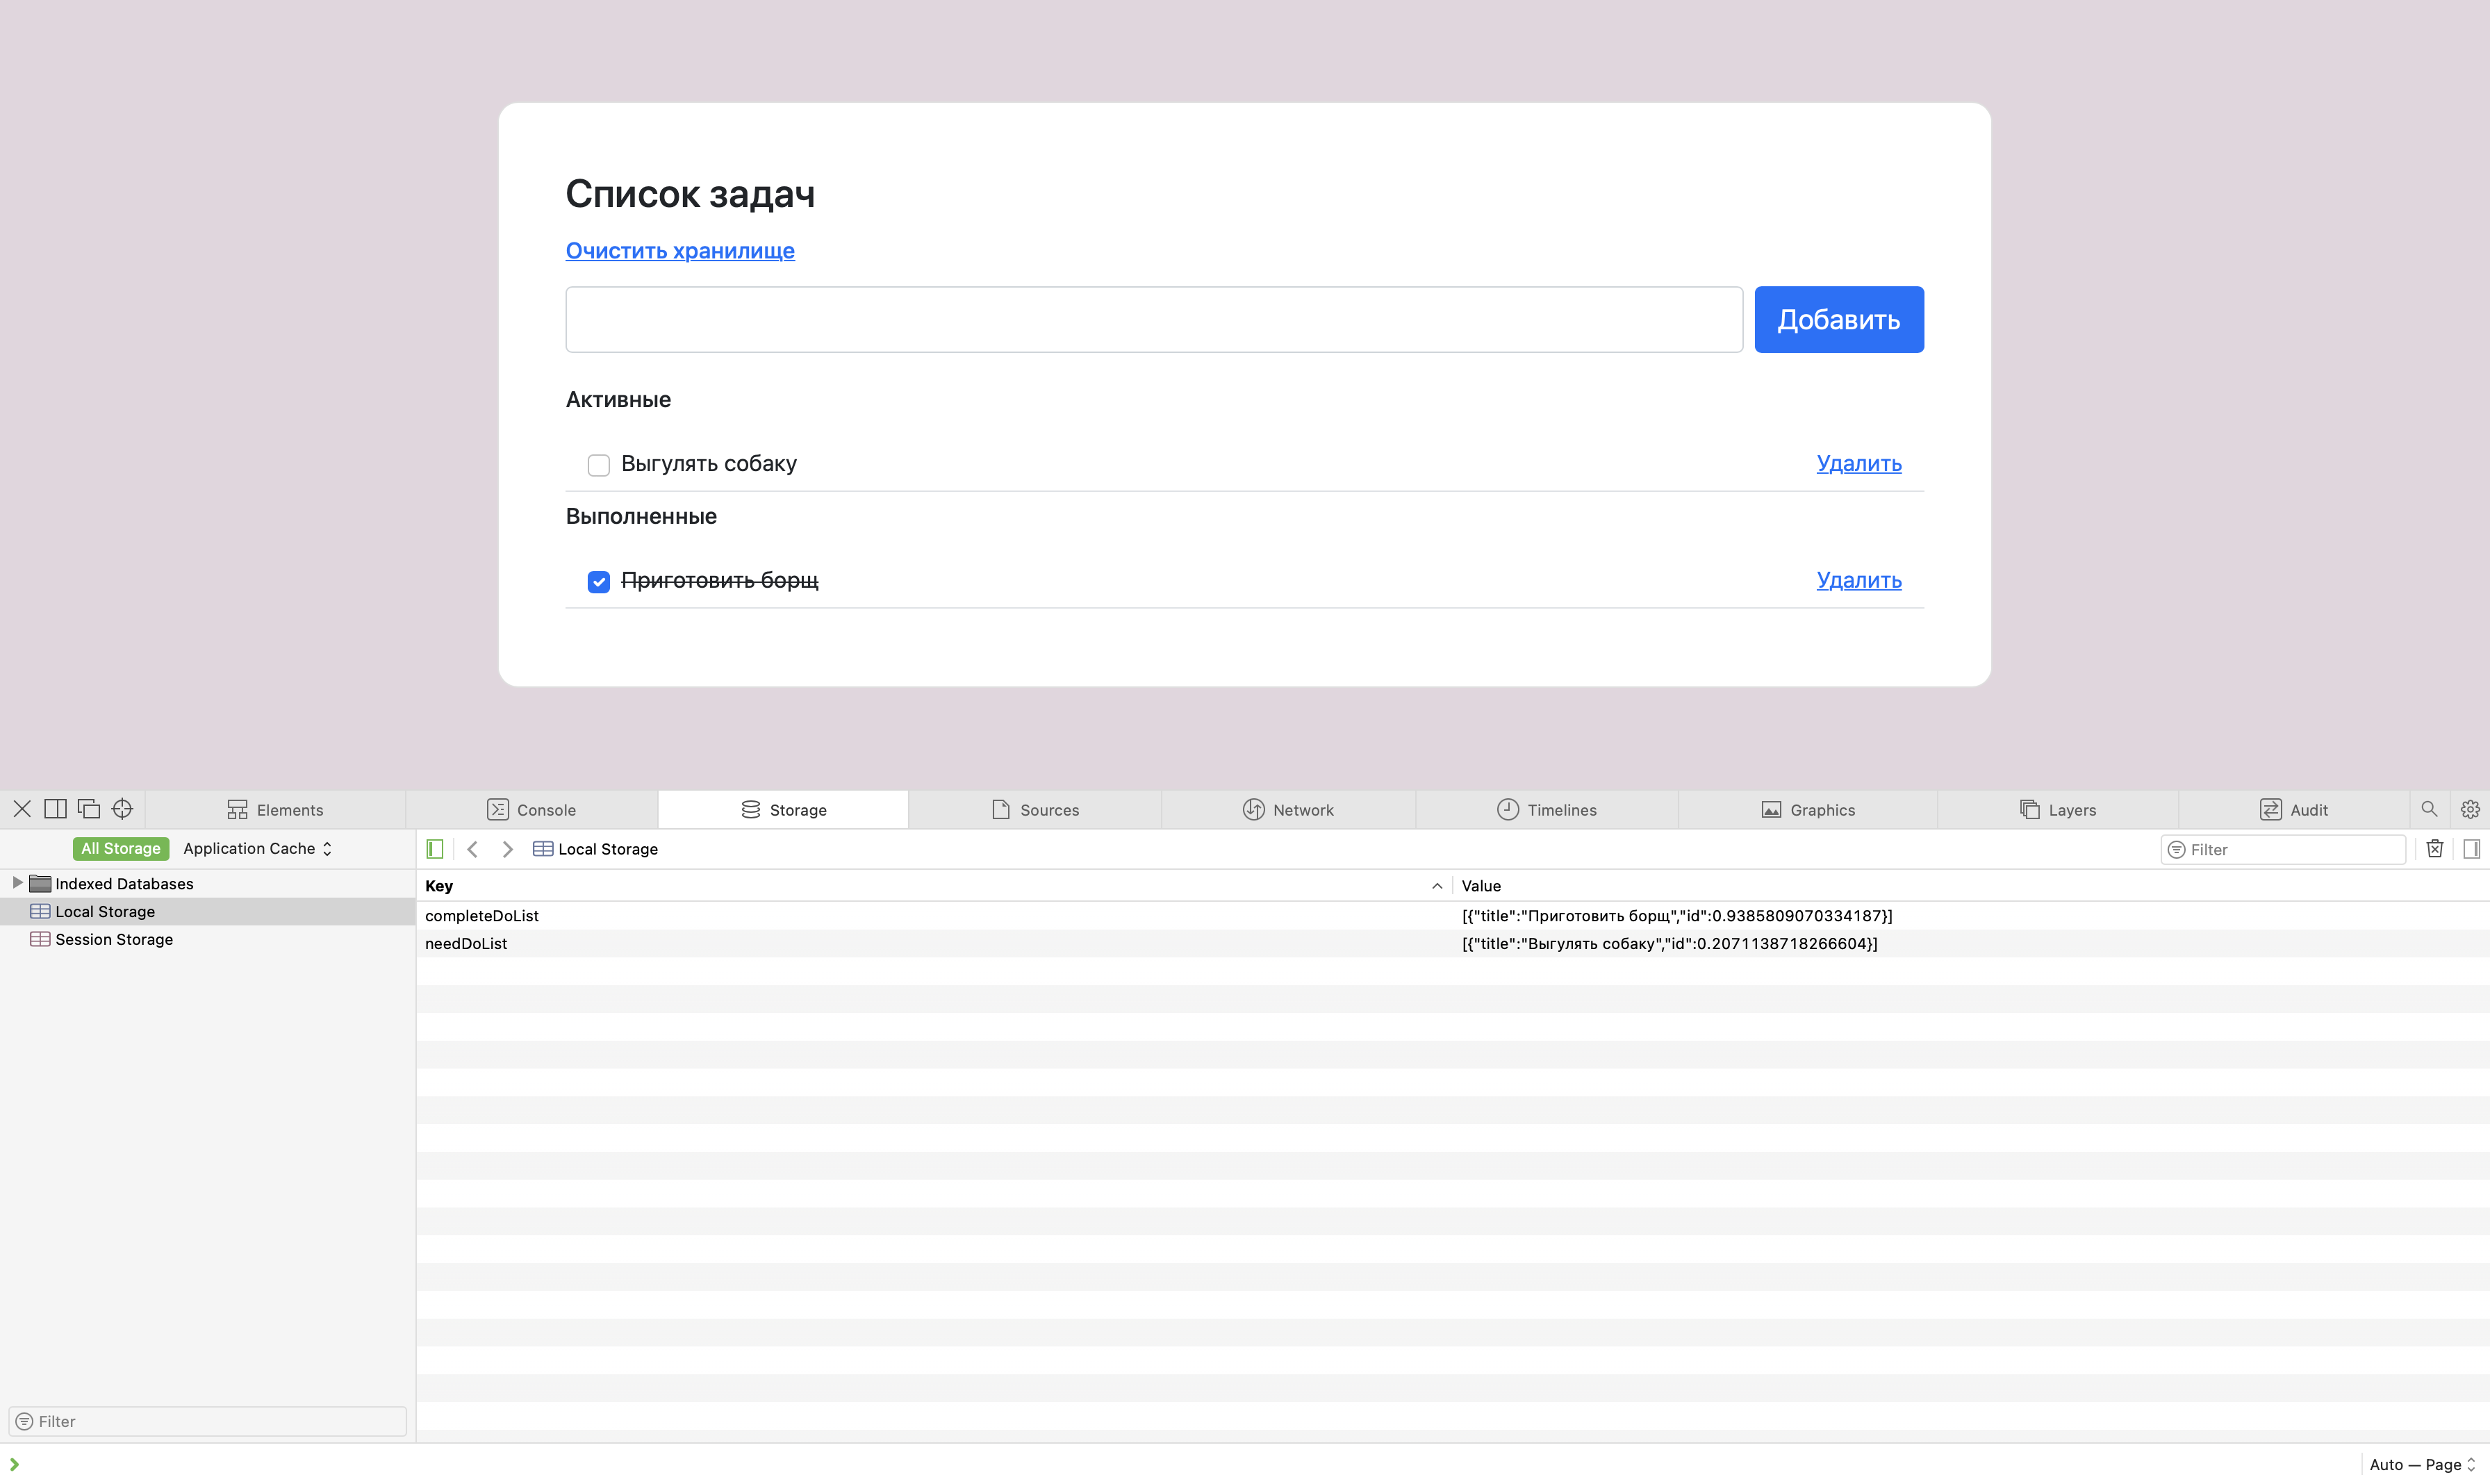 Список задач
Очистить хранилище
Добавить
Активные
Выгулять собаку Удалить
Выполненные
Приготовить борщ Удалить
Elements Console Storage Sources Network Timelines Graphics Layers Audit
All Storage Application Cache Local Storage Filter
Indexed Databases
Local Storage
Session Storage
Key Value
completeDoList [{"title":"Приготовить борщ","id":0.9385809070334187}]
needDoList [{"title":"Выгулять собаку","id":0.2071138718266604}]
Filter
Auto — Page